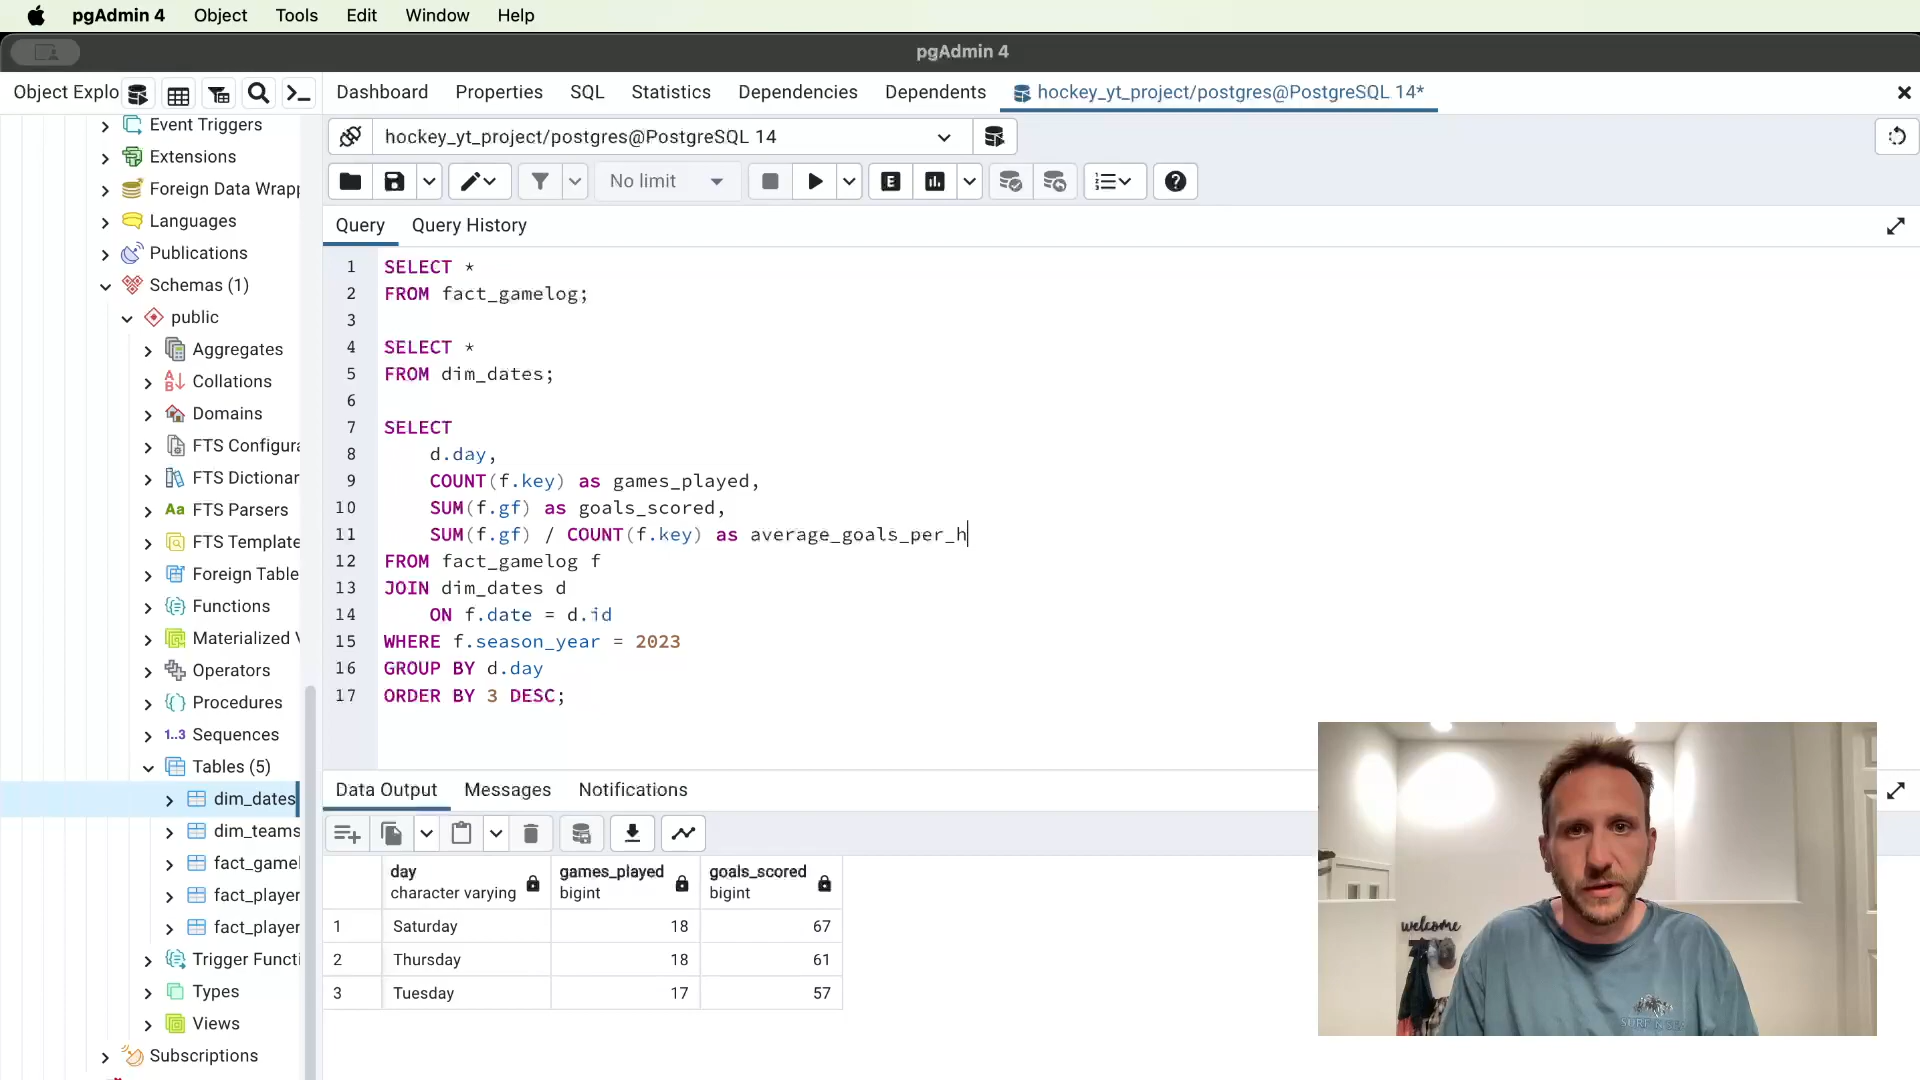 pgAdmin 4 Object Tools Edit Window Help
pgAdmin 4
Object Explo
Dashboard Properties SQL Statistics Dependencies Dependents hockey_yt_project/postgres@PostgreSQL 14*
Event Triggers
Extensions
Foreign Data Wrapp
Languages
Publications
Schemas (1)
public
Aggregates
Collations
Domains
FTS Configura
FTS Dictionar
Aa FTS Parsers
FTS Template
Foreign Table
Functions
Materialized V
Operators
Procedures
1..3 Sequences
Tables (5)
dim_dates
dim_teams
fact_gamel
fact_player
fact_player
Trigger Functi
Types
Views
Subscriptions
hockey_yt_project/postgres@PostgreSQL 14
No limit
E
Query Query History
1 SELECT *
2 FROM fact_gamelog;
3
4 SELECT *
5 FROM dim_dates;
6
7 SELECT
8 d.day,
9 COUNT(f.key) as games_played,
10 SUM(f.gf) as goals_scored,
11 SUM(f.gf) / COUNT(f.key) as average_goals_per_h
12 FROM fact_gamelog f
13 JOIN dim_dates d
14 ON f.date = d.id
15 WHERE f.season_year = 2023
16 GROUP BY d.day
17 ORDER BY 3 DESC;
Data Output Messages Notifications
day games_played goals_scored
character varying bigint bigint
1 Saturday 18 67
2 Thursday 18 61
3 Tuesday 17 57
welcome